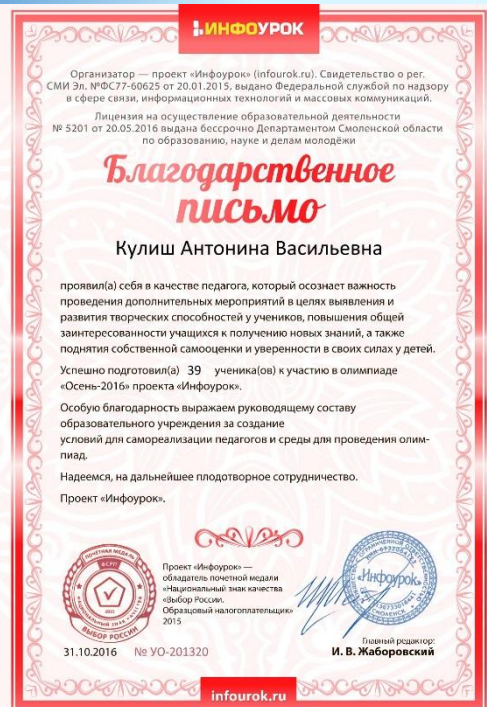 ИНФОУРОК
Организатор — проект «Инфоурок» (infourok.ru). Свидетельство о рег.
СМИ Эл. №ФС77-60625 от 20.01.2015, выдано Федеральной службой по надзору
в сфере связи, информационных технологий и массовых коммуникаций.
Лицензия на осуществление образовательной деятельности
№ 5201 от 20.05.2016 выдана бессрочно Департаментом Смоленской области
по образованию, науке и делам молодёжи
Благодарственное
письмо
Кулиш Антонина Васильевна
проявил(а) себя в качестве педагога, который осознает важность
проведения дополнительных мероприятий в целях выявления и
развития творческих способностей у учеников, повышения общей
заинтересованности учащихся к получению новых знаний, а также
поднятия собственной самооценки и уверенности в своих силах у детей.
Успешно подготовил(а) 39 ученика(ов) к участию в олимпиаде
«Осень-2016» проекта «Инфоурок».
Особую благодарность выражаем руководящему составу
образовательного учреждения за создание
условий для самореализации педагогов и среды для проведения олим-
пиад.
Надеемся, на дальнейшее плодотворное сотрудничество.
Проект «Инфоурок».
ПОЧЕТНАЯ МЕДАЛЬ
ВЫБОР РОССИИ
Проект «Инфоурок» —
обладатель почетной медали
«Национальный знак качества
«Выбор России.
Образцовый налогоплательщик»
2015
«Инфоурок»
СМОЛЕНСК
31.10.2016 № УО-201320
Главный редактор:
И. В. Жаборовский
infourok.ru